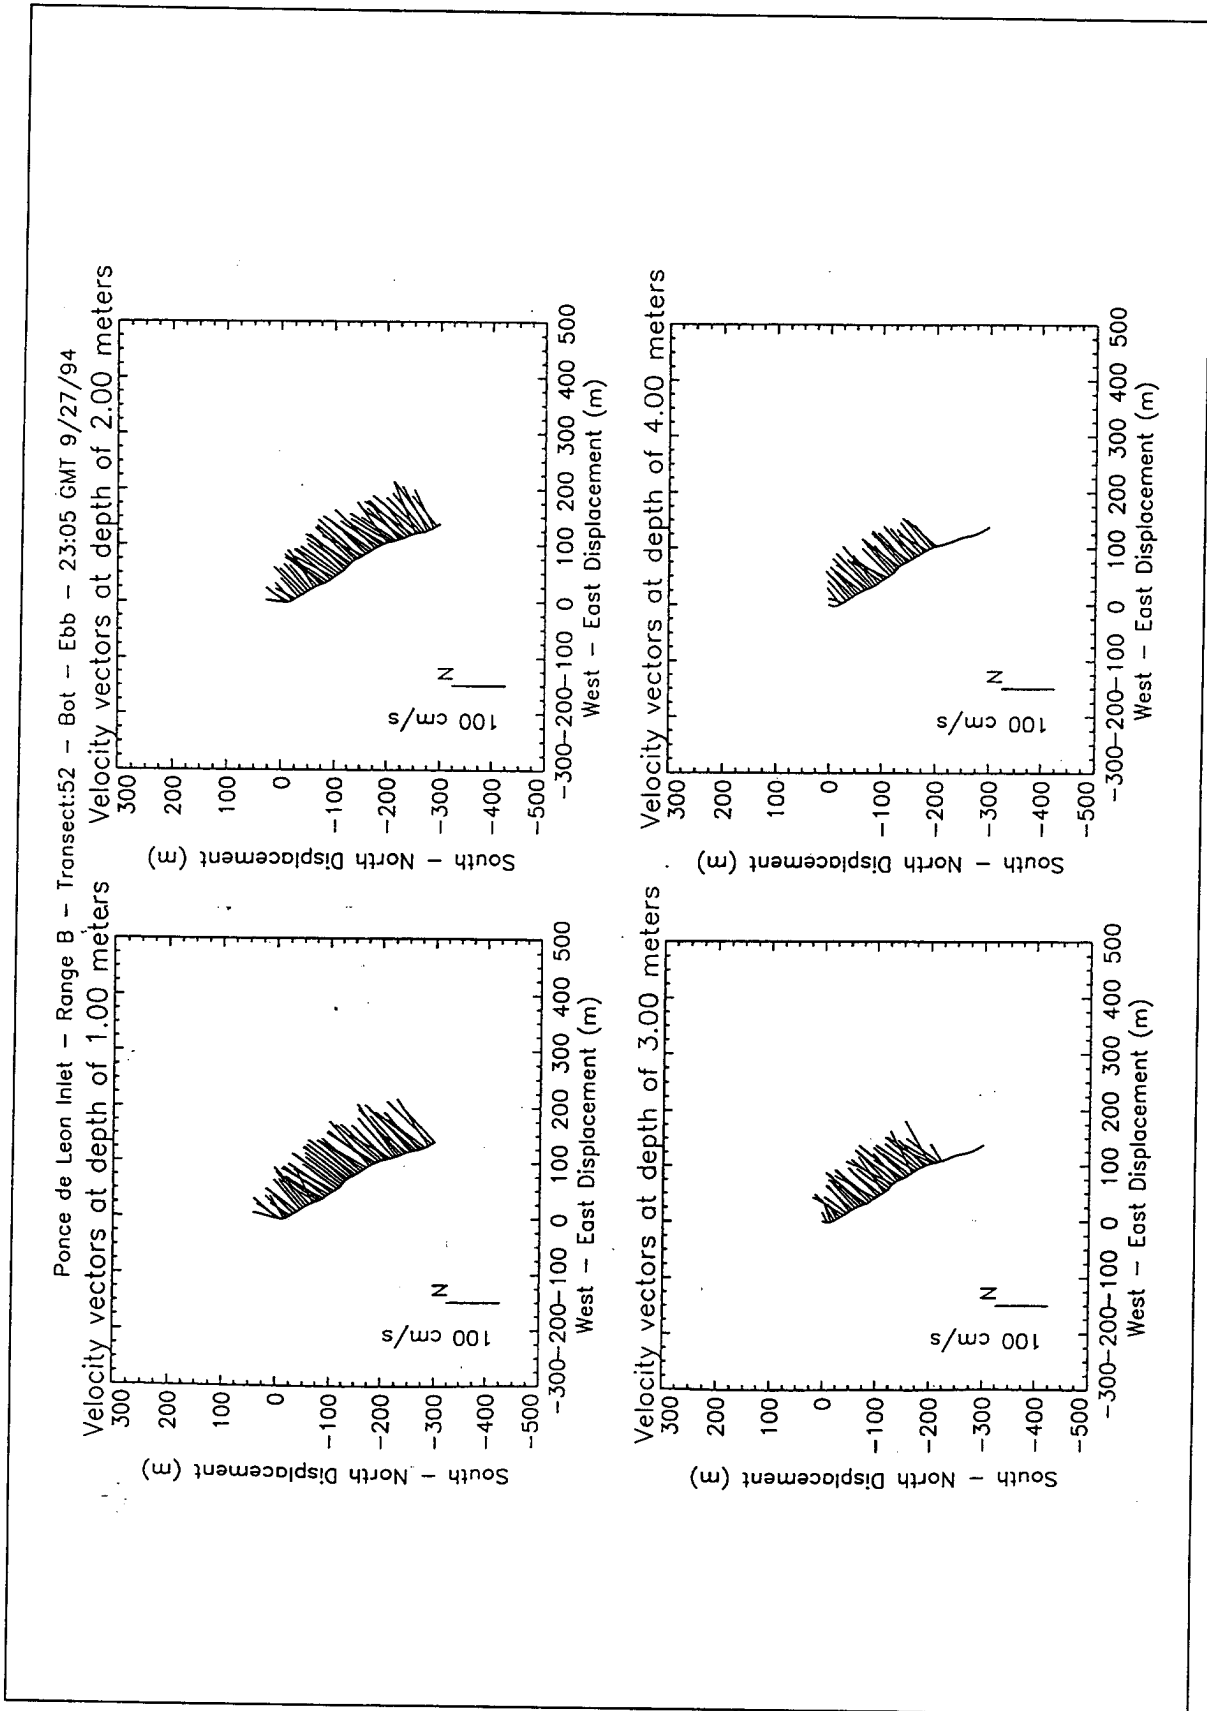 Ponce de Leon Inlet – Range B – Transect:52 – Bot – Ebb – 23:05 GMT 9/27/94
Velocity vectors at depth of 1.00 meters
300
200
100
0
–100
–200
–300
–400
–500
South – North Displacement (m)
N
100 cm/s
–300–200–100 0 100 200 300 400 500
West – East Displacement (m)
Velocity vectors at depth of 2.00 meters
300
200
100
0
–100
–200
–300
–400
–500
South – North Displacement (m)
N
100 cm/s
–300–200–100 0 100 200 300 400 500
West – East Displacement (m)
Velocity vectors at depth of 3.00 meters
300
200
100
0
–100
–200
–300
–400
–500
South – North Displacement (m)
N
100 cm/s
–300–200–100 0 100 200 300 400 500
West – East Displacement (m)
Velocity vectors at depth of 4.00 meters
300
200
100
0
–100
–200
–300
–400
–500
South – North Displacement (m)
N
100 cm/s
–300–200–100 0 100 200 300 400 500
West – East Displacement (m)